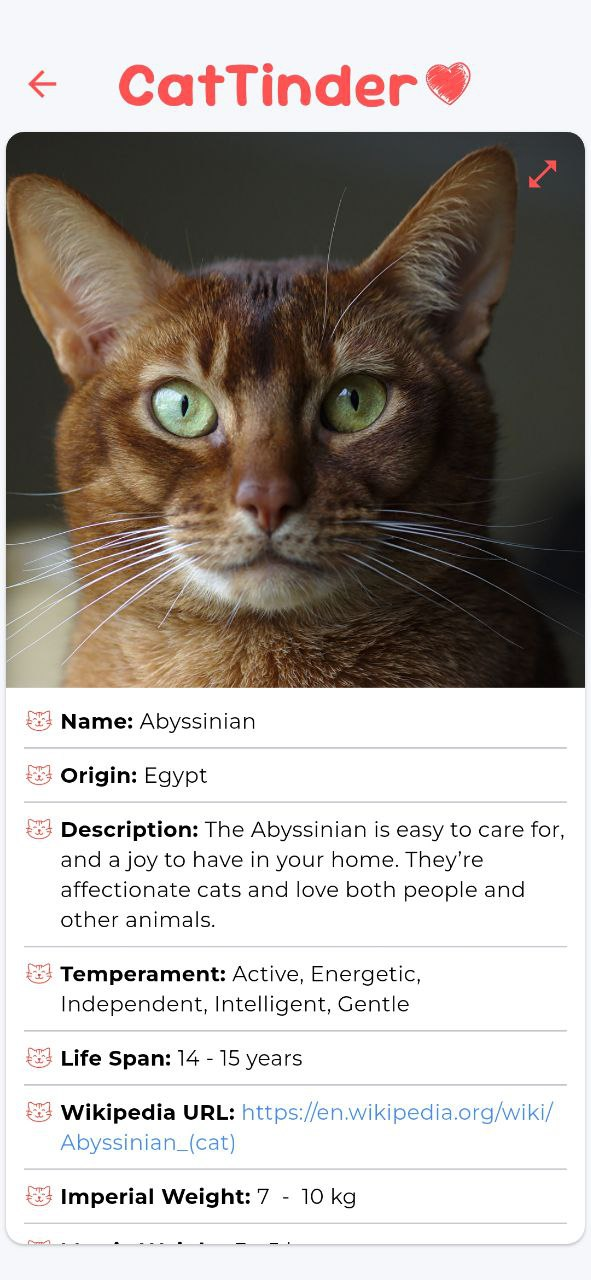 CatTinder
Name: Abyssinian
Origin: Egypt
Description: The Abyssinian is easy to care for,
and a joy to have in your home. They’re
affectionate cats and love both people and
other animals.
Temperament: Active, Energetic,
Independent, Intelligent, Gentle
Life Span: 14 - 15 years
Wikipedia URL: https://en.wikipedia.org/wiki/
Abyssinian_(cat)
Imperial Weight: 7  -  10 kg